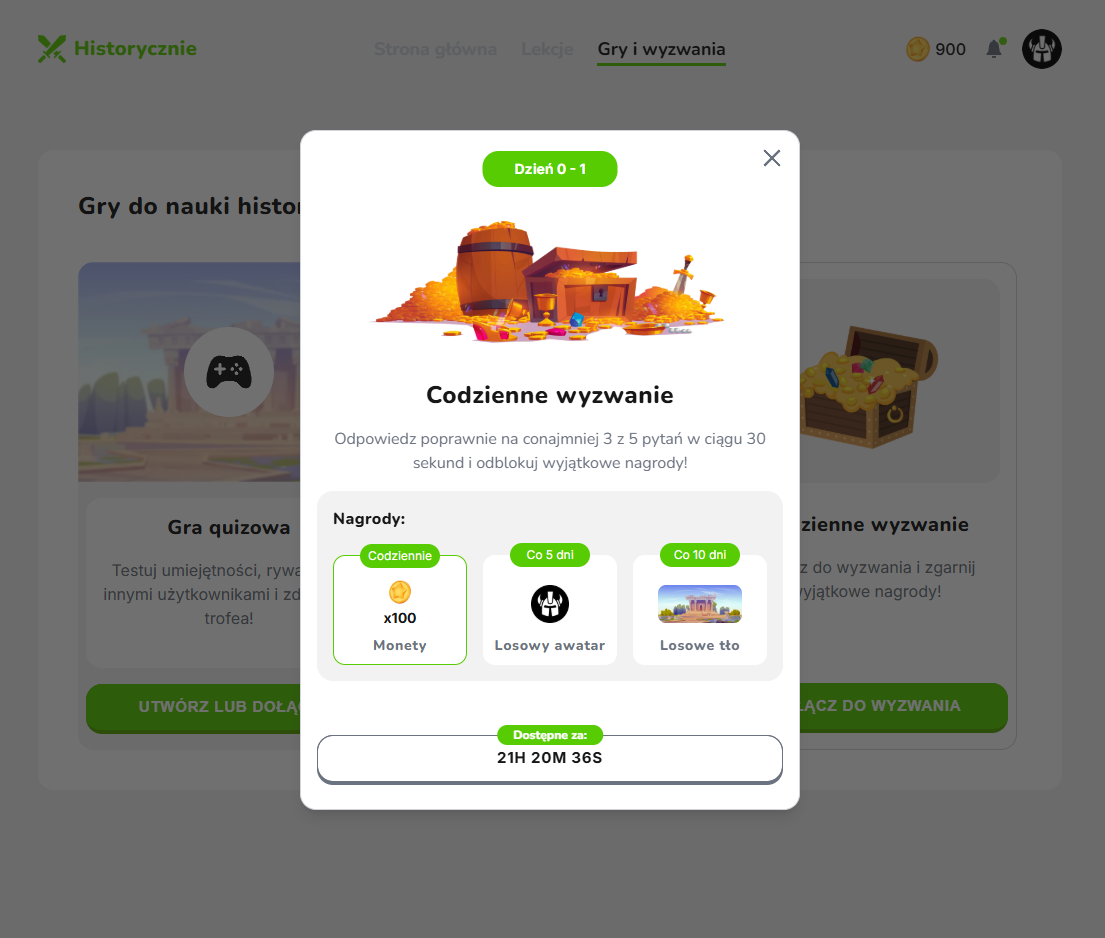 Historycznie
Strona główna
Lekcje
Gry i wyzwania
900
Dzień 0 - 1
Gry do nauki histor
Codzienne wyzwanie
Odpowiedz poprawnie na conajmniej 3 z 5 pytań w ciągu 30
sekund i odblokuj wyjątkowe nagrody!
Nagrody:
Codziennie
x100
Monety
Co 5 dni
Losowy awatar
Co 10 dni
Losowe tło
Dostępne za:
21H 20M 36S
Gra quizowa
Testuj umiejętności, rywa
innymi użytkownikami i zd
trofea!
UTWÓRZ LUB DOŁĄ
zienne wyzwanie
z do wyzwania i zgarnij
yjątkowe nagrody!
ĄCZ DO WYZWANIA